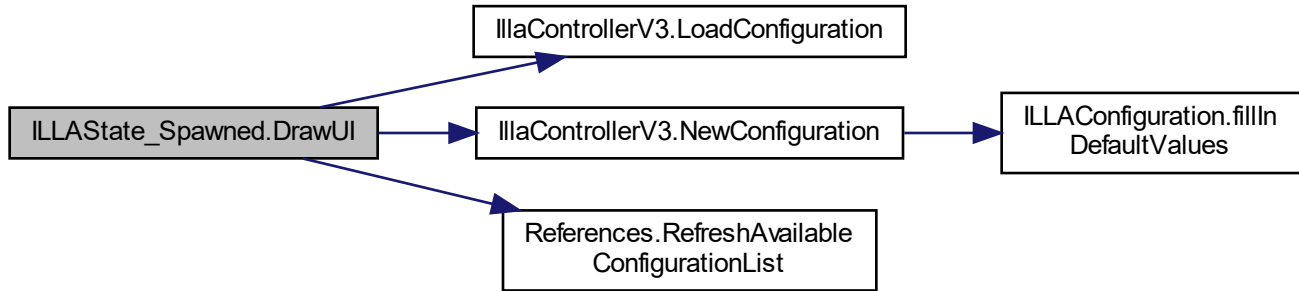 IllaControllerV3.LoadConfiguration
ILLAState_Spawned.DrawUI
IllaControllerV3.NewConfiguration
ILLAConfiguration.fillIn
DefaultValues
References.RefreshAvailable
ConfigurationList